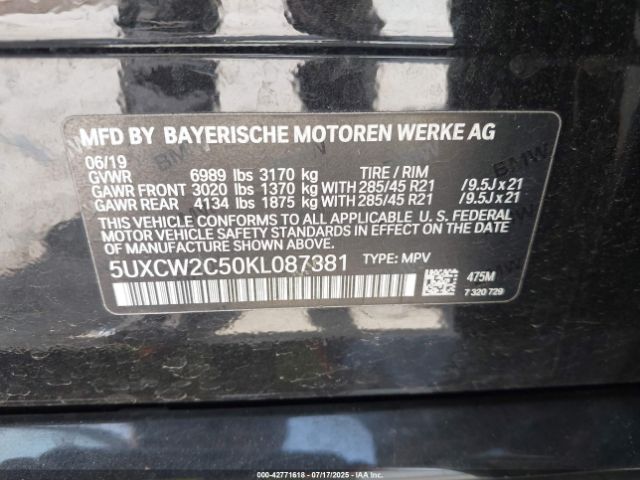 MFD BY BAYERISCHE MOTOREN WERKE AG
06/19
GVWR 6989 lbs 3170 kg TIRE / RIM
GAWR FRONT 3020 lbs 1370 kg WITH 285/45 R21 /9.5J x 21
GAWR REAR 4134 lbs 1875 kg WITH 285/45 R21 /9.5J x 21
THIS VEHICLE CONFORMS TO ALL APPLICABLE U. S. FEDERAL
MOTOR VEHICLE SAFETY STANDARDS IN EFFECT ON THE DATE
OF MANUFACTURE SHOWN ABOVE.
5UXCW2C50KL087381 TYPE: MPV
475M
7 320 729
000-42771618 | 07/17/2025 | IAAI.COM